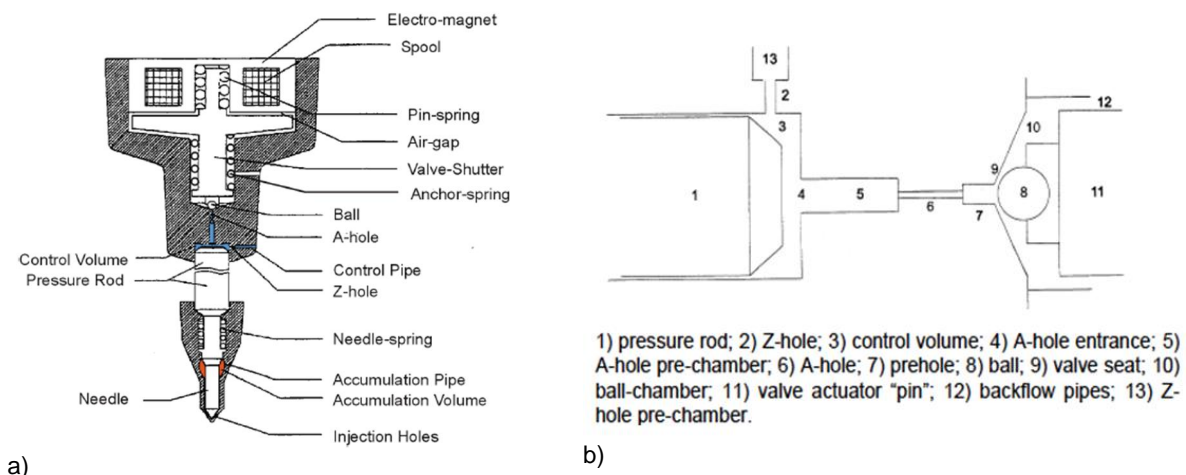 Electro-magnet
Spool
Pin-spring
Air-gap
Valve-Shutter
Anchor-spring
Ball
A-hole
Control Volume
Pressure Rod
Control Pipe
Z-hole
Needle-spring
Accumulation Pipe
Accumulation Volume
Needle
Injection Holes
a)
13
2
3
1
4
5
6
7
8
9
10
11
12
1) pressure rod; 2) Z-hole; 3) control volume; 4) A-hole entrance; 5)
A-hole pre-chamber; 6) A-hole; 7) prehole; 8) ball; 9) valve seat; 10)
ball-chamber; 11) valve actuator “pin”; 12) backflow pipes; 13) Z-
hole pre-chamber.
b)